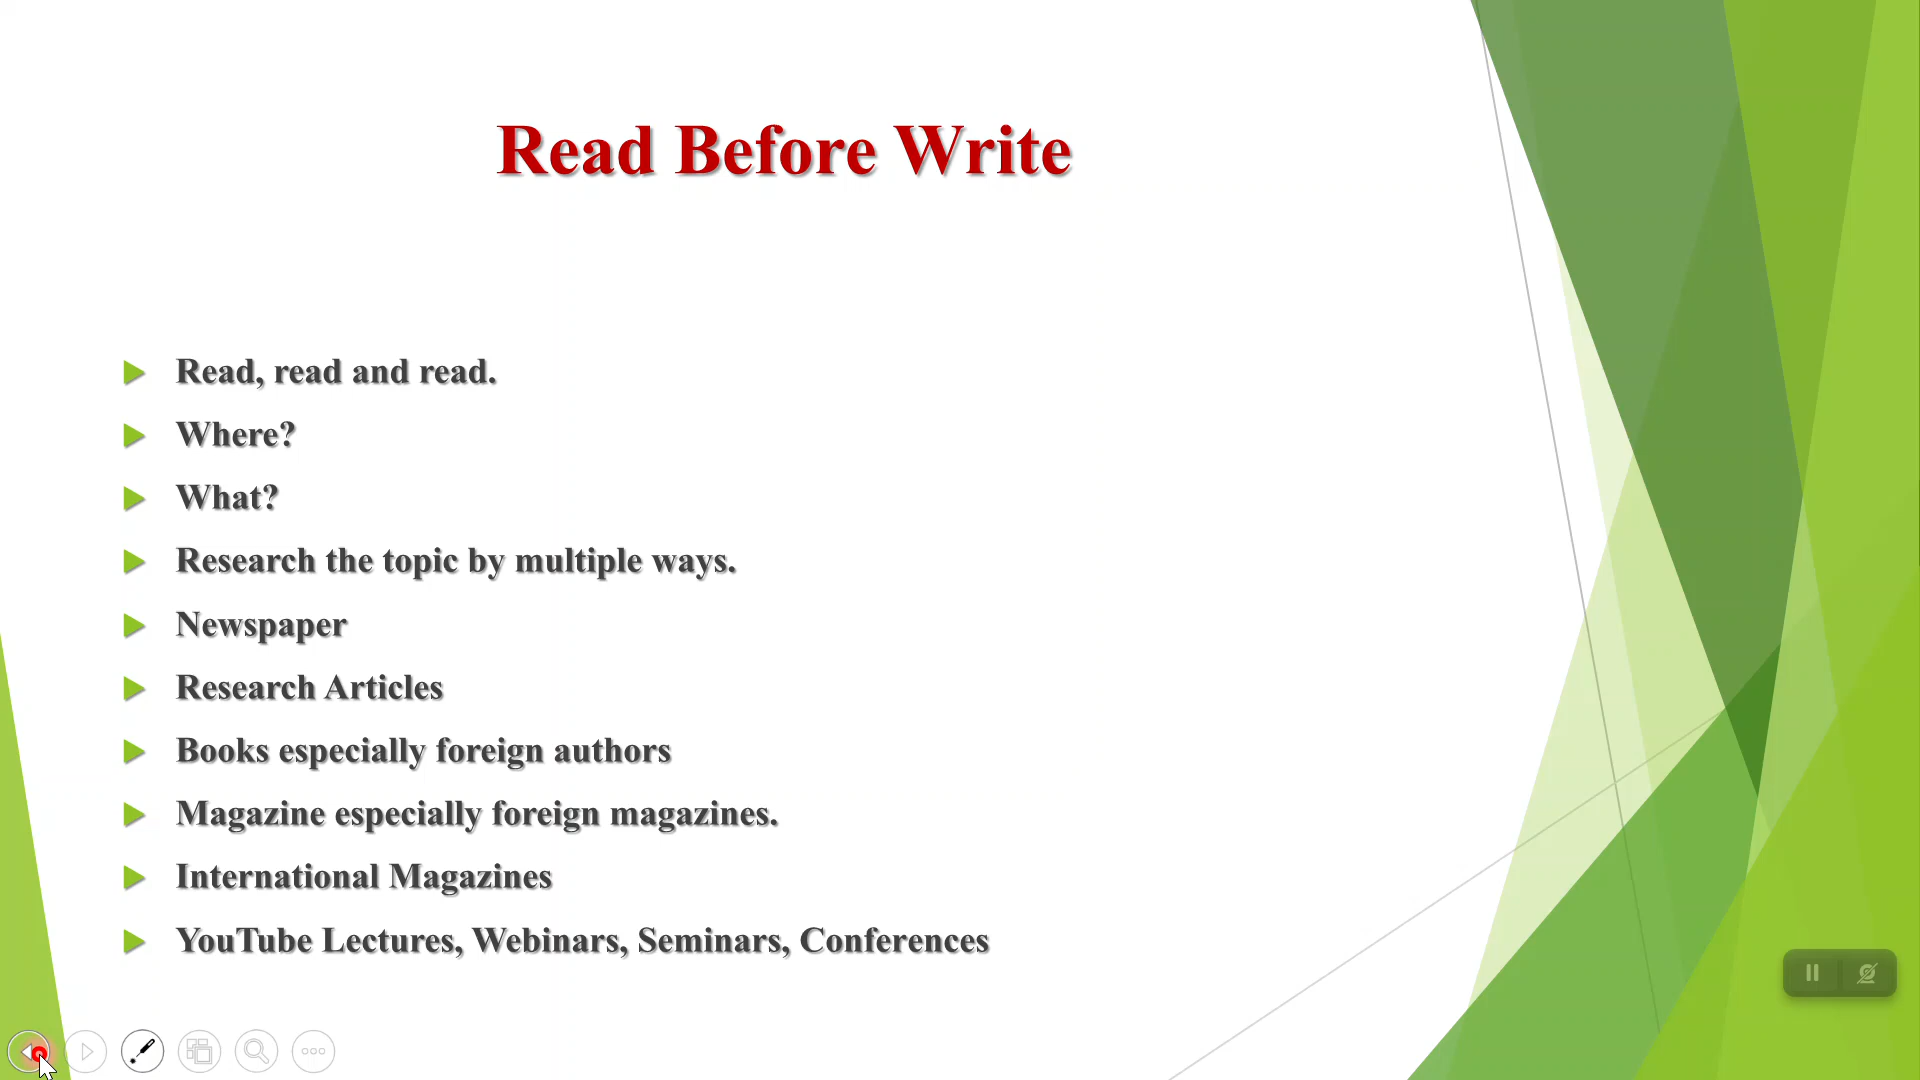 Read Before Write
Read, read and read.
Where?
What?
Research the topic by multiple ways.
Newspaper
Research Articles
Books especially foreign authors
Magazine especially foreign magazines.
International Magazines
YouTube Lectures, Webinars, Seminars, Conferences